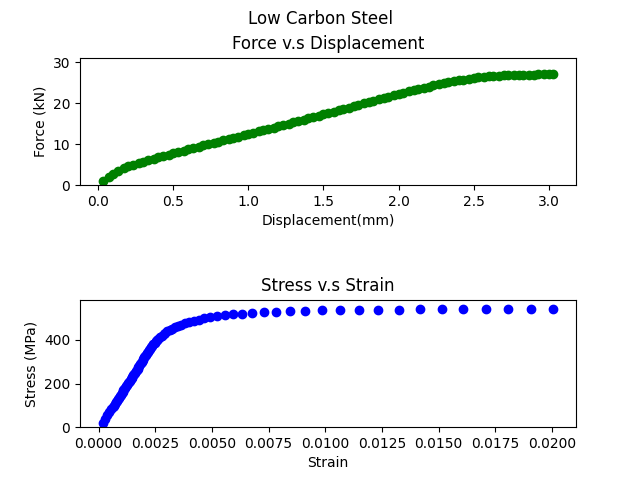 Low Carbon Steel
Force v.s Displacement
Force (kN)
30
20
10
0
0.0 0.5 1.0 1.5 2.0 2.5 3.0
Displacement(mm)
Stress v.s Strain
Stress (MPa)
400
200
0
0.0000 0.0025 0.0050 0.0075 0.0100 0.0125 0.0150 0.0175 0.0200
Strain